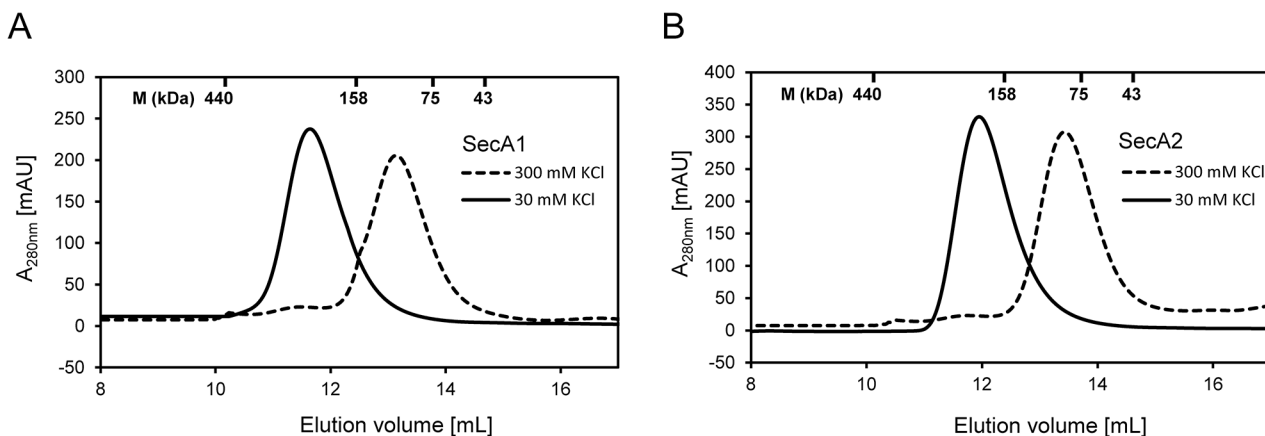 A
300
250
200
150
100
50
0
-50
A280nm [mAU]
M (kDa) 440 158 75 43
SecA1
300 mM KCl
30 mM KCl
8 10 12 14 16
Elution volume [mL]
B
400
350
300
250
200
150
100
50
0
-50
A280nm [mAU]
M (kDa) 440 158 75 43
SecA2
300 mM KCl
30 mM KCl
8 10 12 14 16
Elution volume [mL]